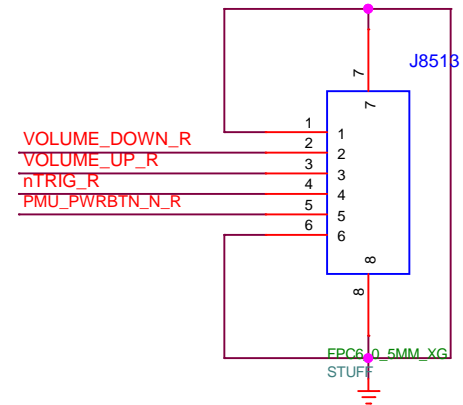 J8513
7
7
1
1
VOLUME_DOWN_R
2
2
VOLUME_UP_R
3
3
nTRIG_R
4
4
PMU_PWRBTN_N_R
5
5
6
6
8
8
FPC6_0_5MM_XG
STUFF